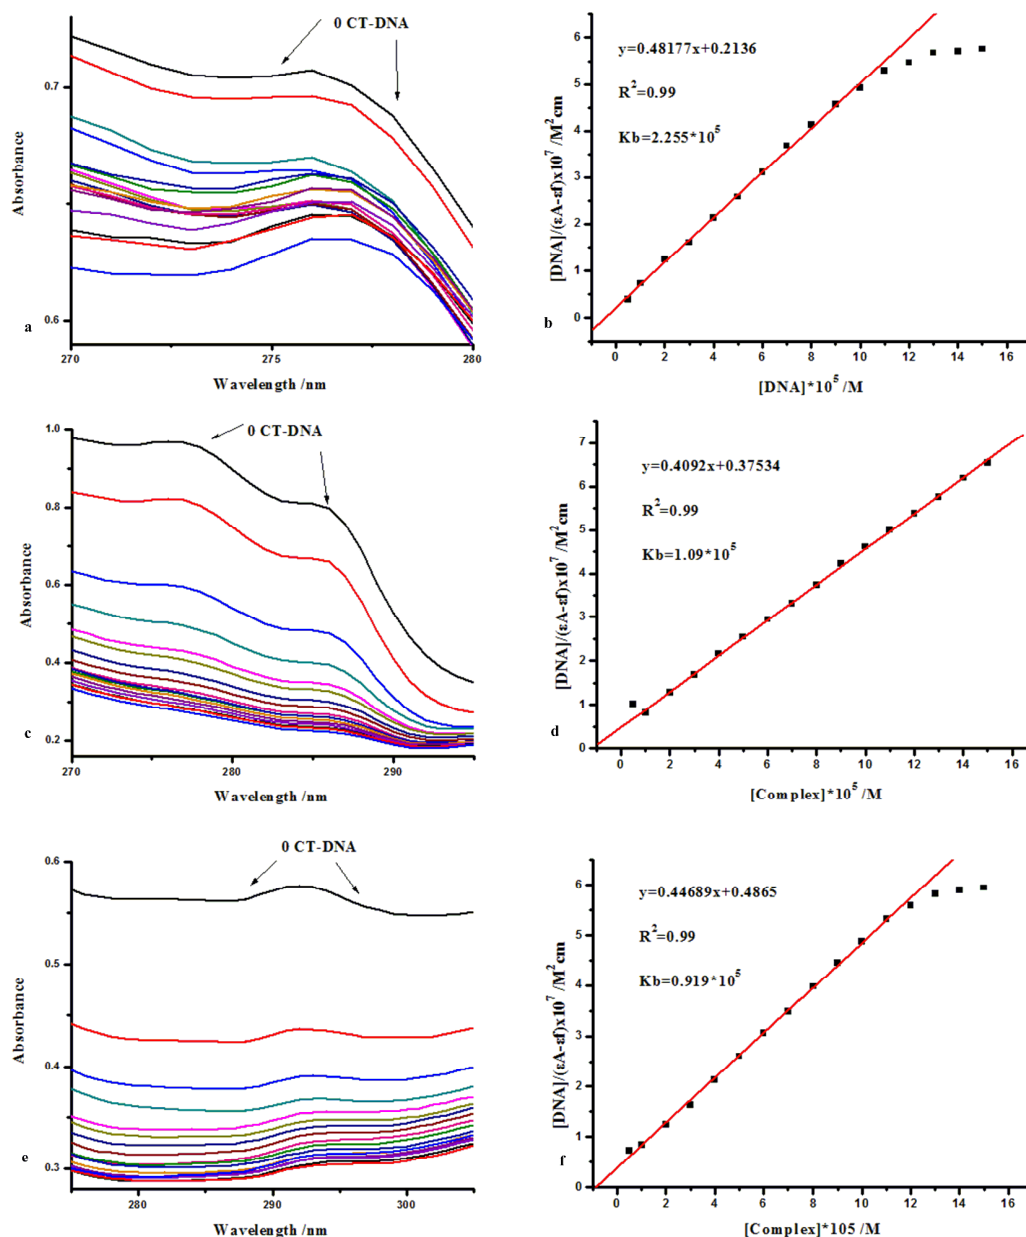 0 CT-DNA
0.7
0.6
Absorbance
270
275
280
Wavelength /nm
a
y=0.48177x+0.2136
R²=0.99
Kb=2.255*10⁵
6
5
4
3
2
1
0
[DNA]/(εA-εf)x10⁷ /M²cm
0 2 4 6 8 10 12 14 16
[DNA]*10⁵ /M
b
0 CT-DNA
1.0
0.8
0.6
0.4
0.2
Absorbance
270
280
290
Wavelength /nm
c
y=0.4092x+0.37534
R²=0.99
Kb=1.09*10⁵
7
6
5
4
3
2
1
0
[DNA]/(εA-εf)x10⁷ /M²cm
0 2 4 6 8 10 12 14 16
[Complex]*10⁵ /M
d
0 CT-DNA
0.6
0.5
0.4
0.3
Absorbance
280
290
300
Wavelength /nm
e
y=0.44689x+0.4865
R²=0.99
Kb=0.919*10⁵
6
5
4
3
2
1
0
[DNA]/(εA-εf)x10⁷ /M²cm
0 2 4 6 8 10 12 14 16
[Complex]*105 /M
f